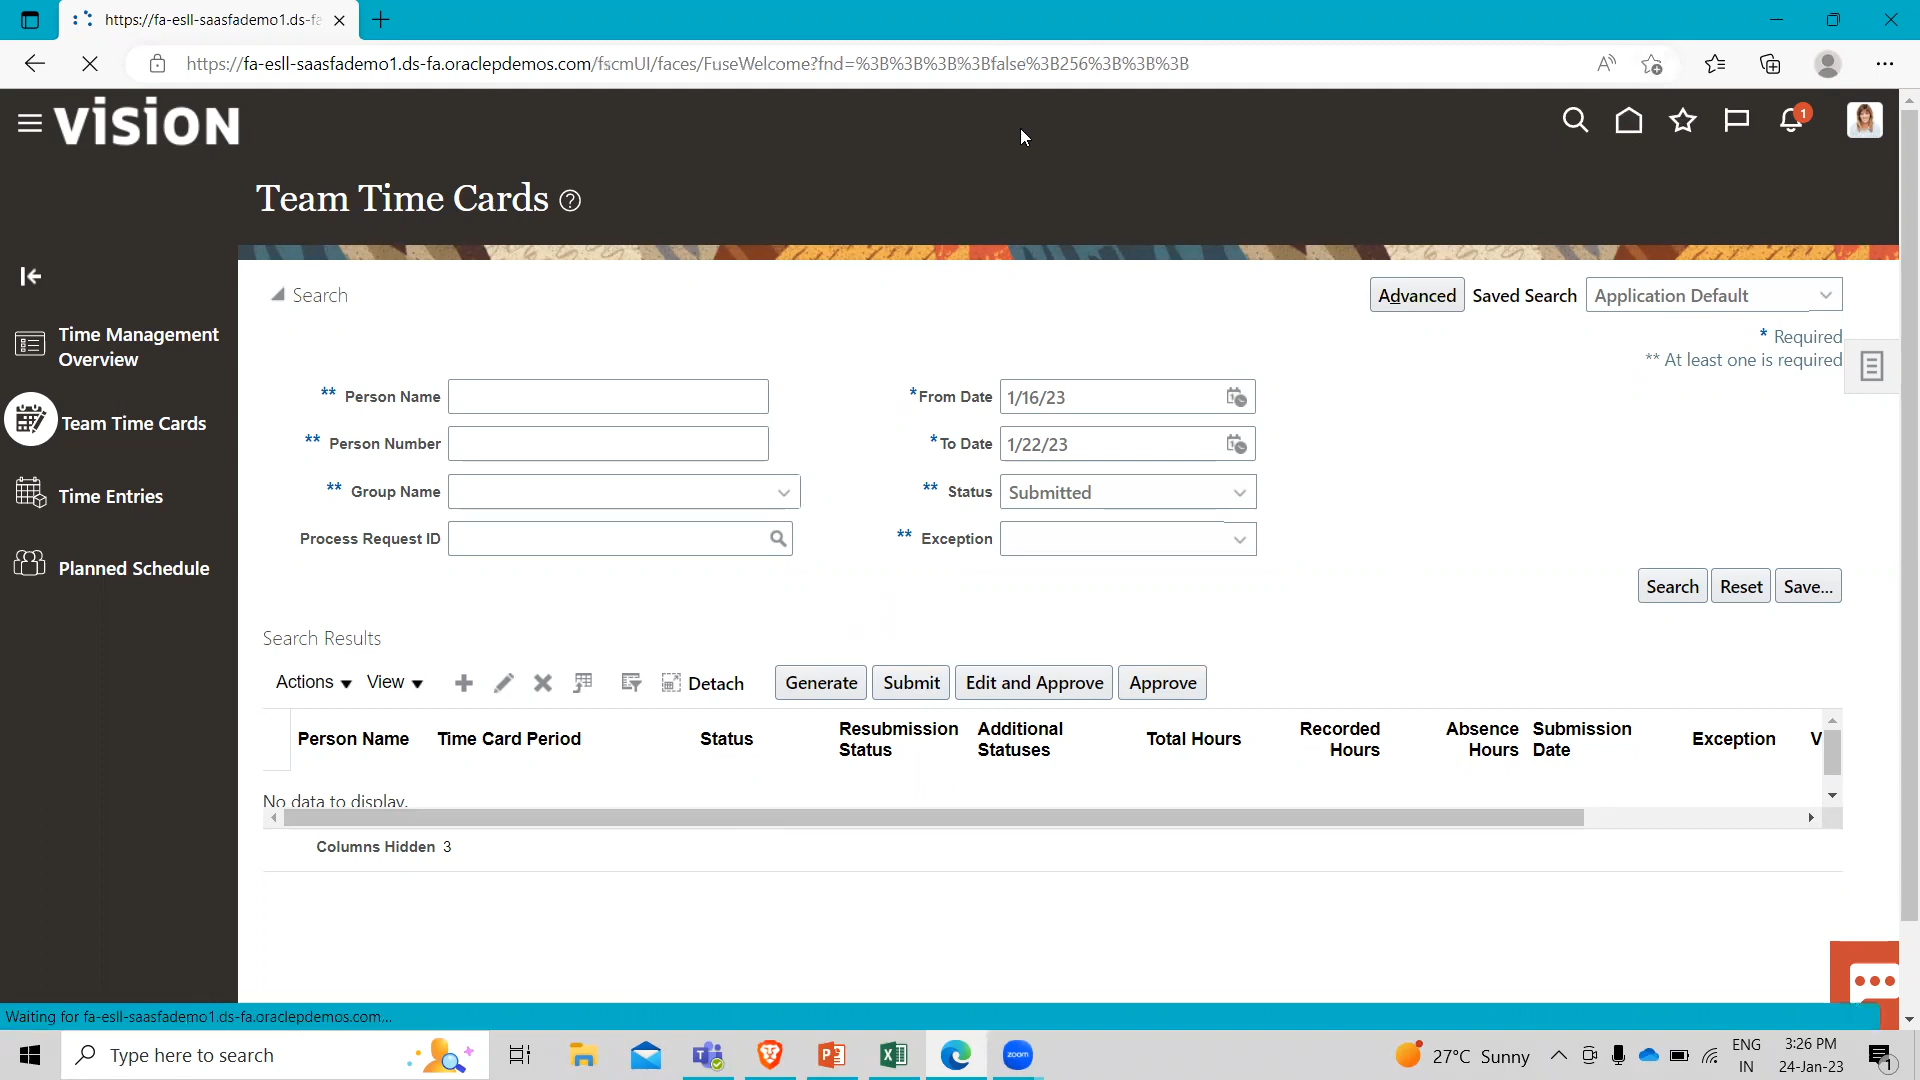 https://fa-esll-saasfademo1.ds-fa
https://fa-esll-saasfademo1.ds-fa.oraclepdemos.com/fscmUI/faces/FuseWelcome?fnd=%3B%3B%3B%3Bfalse%3B256%3B%3B%3B
VISION
1
Team Time Cards
Search
Advanced Saved Search Application Default
* Required
** At least one is required
Time Management
Overview
Team Time Cards
Time Entries
Planned Schedule
** Person Name *From Date 1/16/23
** Person Number *To Date 1/22/23
** Group Name ** Status Submitted
Process Request ID ** Exception
Search Reset Save...
Search Results
Actions View Detach Generate Submit Edit and Approve Approve
Person Name Time Card Period Status Resubmission Status Additional Statuses Total Hours Recorded Hours Absence Hours Submission Date Exception V
No data to display.
Columns Hidden 3
Waiting for fa-esll-saasfademo1.ds-fa.oraclepdemos.com...
Type here to search
zoom
27°C Sunny
ENG
IN
3:26 PM
24-Jan-23
1